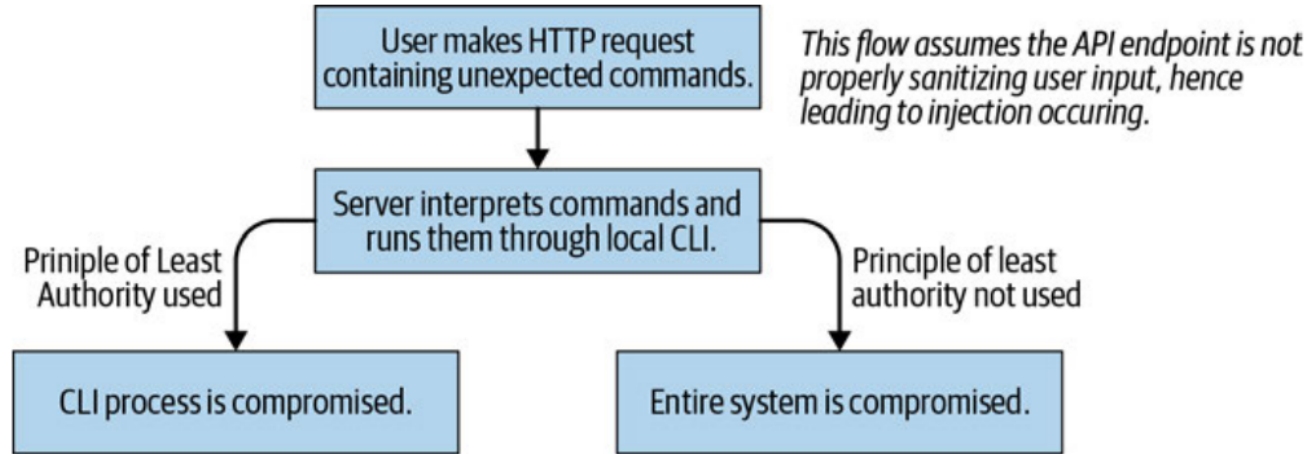 User makes HTTP request
containing unexpected commands.
This flow assumes the API endpoint is not
properly sanitizing user input, hence
leading to injection occuring.
Server interprets commands and
runs them through local CLI.
Priniple of Least
Authority used
Principle of least
authority not used
CLI process is compromised.
Entire system is compromised.